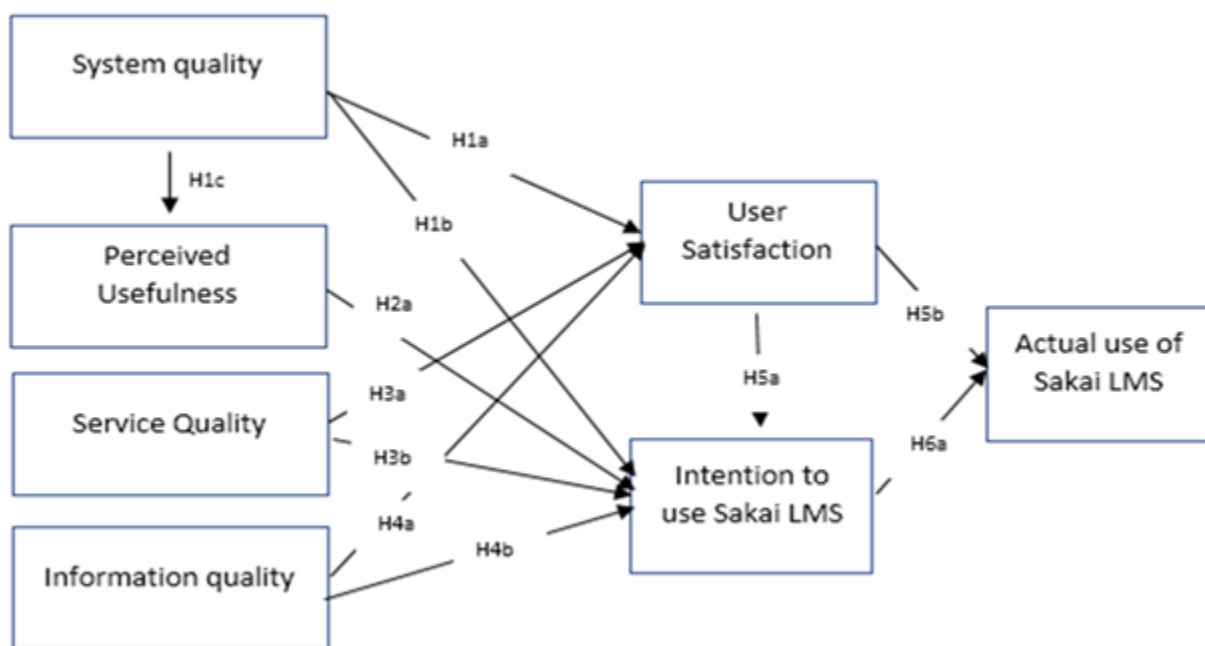 System quality
H1a
H1c
User
Satisfaction
H1b
Perceived
Usefulness
H2a
H5b
Actual use of
Sakai LMS
H5a
H3a
Service Quality
H3b
H6a
Intention to
use Sakai LMS
H4a
H4b
Information quality